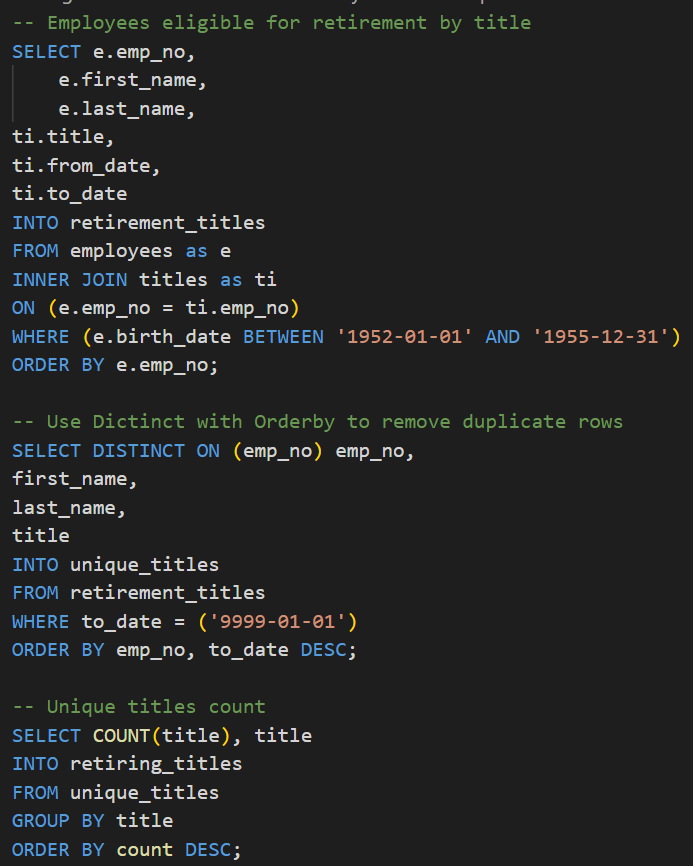 -- Employees eligible for retirement by title
SELECT e.emp_no,
    e.first_name,
    e.last_name,
ti.title,
ti.from_date,
ti.to_date
INTO retirement_titles
FROM employees as e
INNER JOIN titles as ti
ON (e.emp_no = ti.emp_no)
WHERE (e.birth_date BETWEEN '1952-01-01' AND '1955-12-31')
ORDER BY e.emp_no;

-- Use Dictinct with Orderby to remove duplicate rows
SELECT DISTINCT ON (emp_no) emp_no,
first_name,
last_name,
title
INTO unique_titles
FROM retirement_titles
WHERE to_date = ('9999-01-01')
ORDER BY emp_no, to_date DESC;

-- Unique titles count
SELECT COUNT(title), title
INTO retiring_titles
FROM unique_titles
GROUP BY title
ORDER BY count DESC;